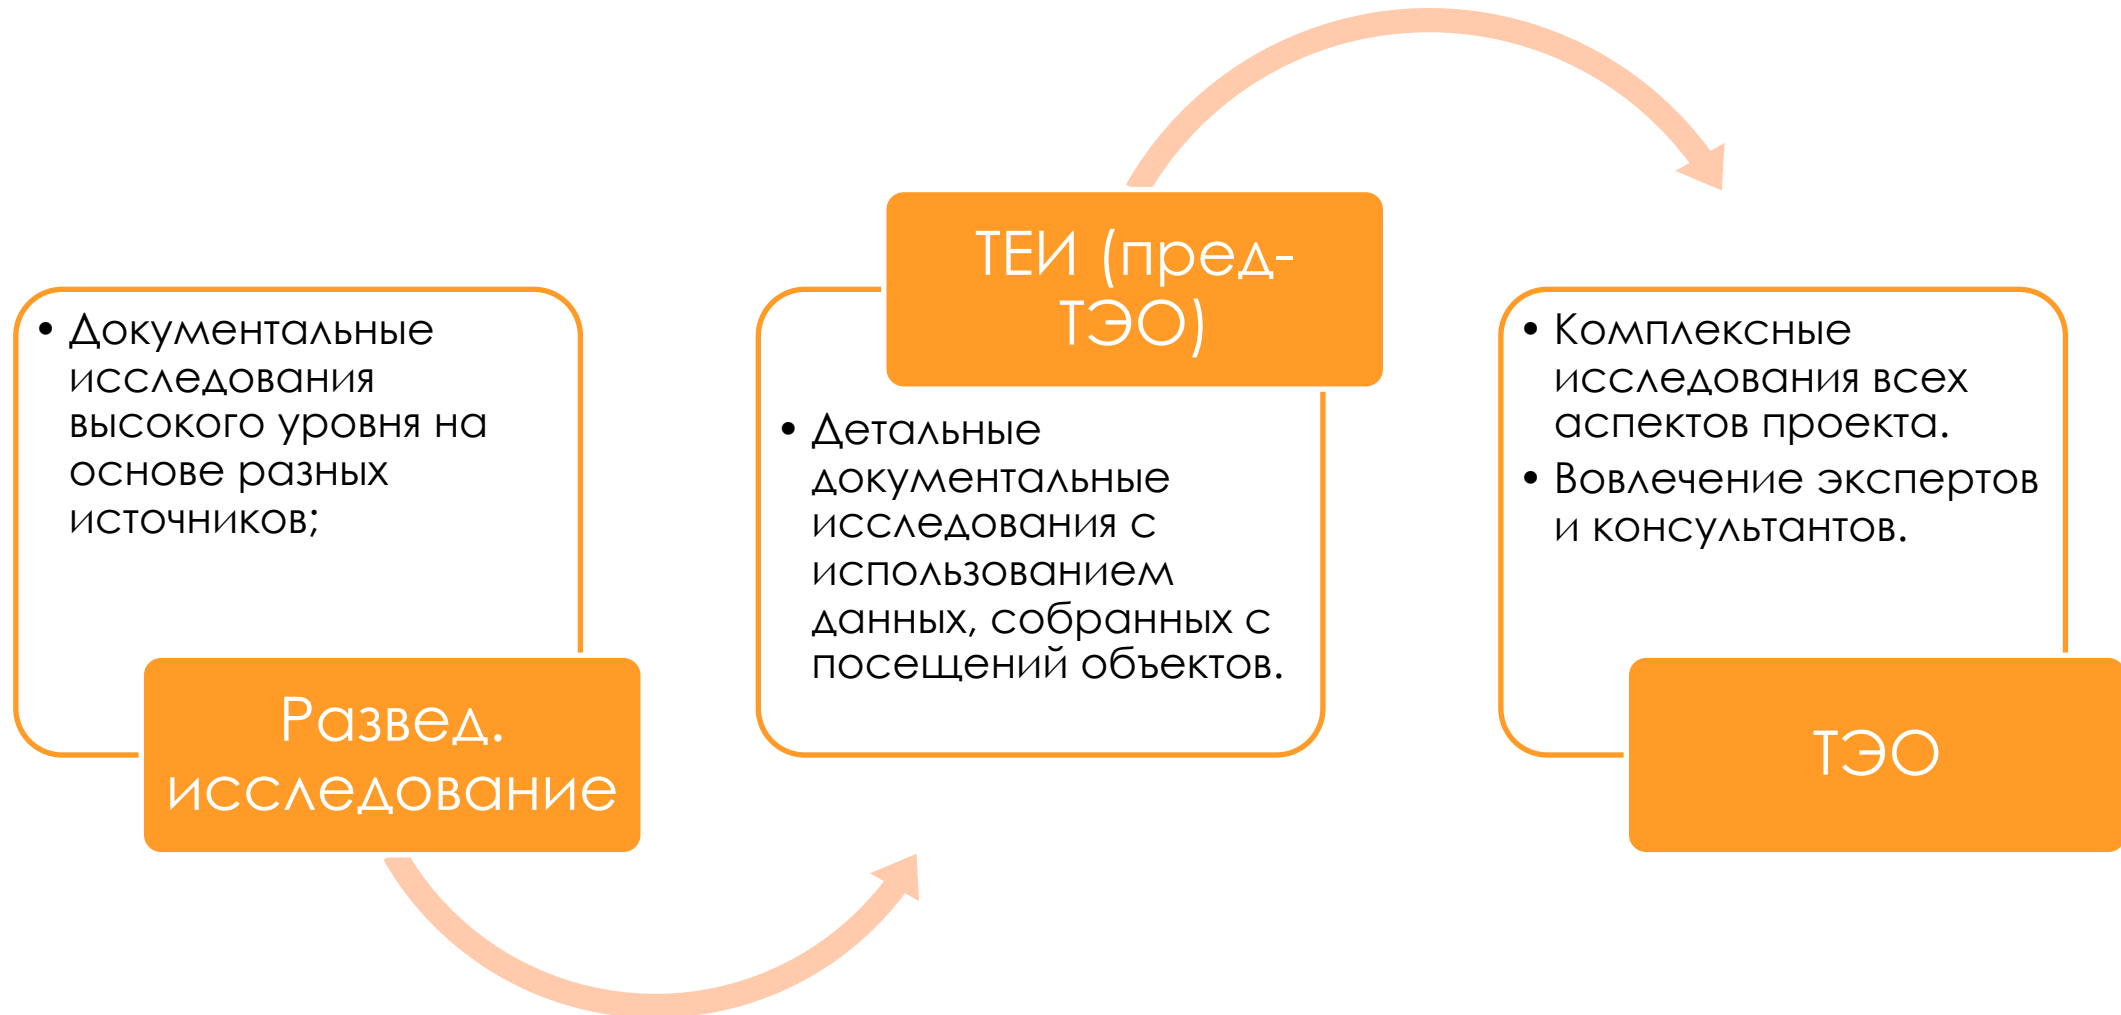 • Документальные
исследования
высокого уровня на
основе разных
источников;
Развед.
исследование
ТЕИ (пред-
ТЭО)
• Детальные
документальные
исследования с
использованием
данных, собранных с
посещений объектов.
• Комплексные
исследования всех
аспектов проекта.
• Вовлечение экспертов
и консультантов.
ТЭО